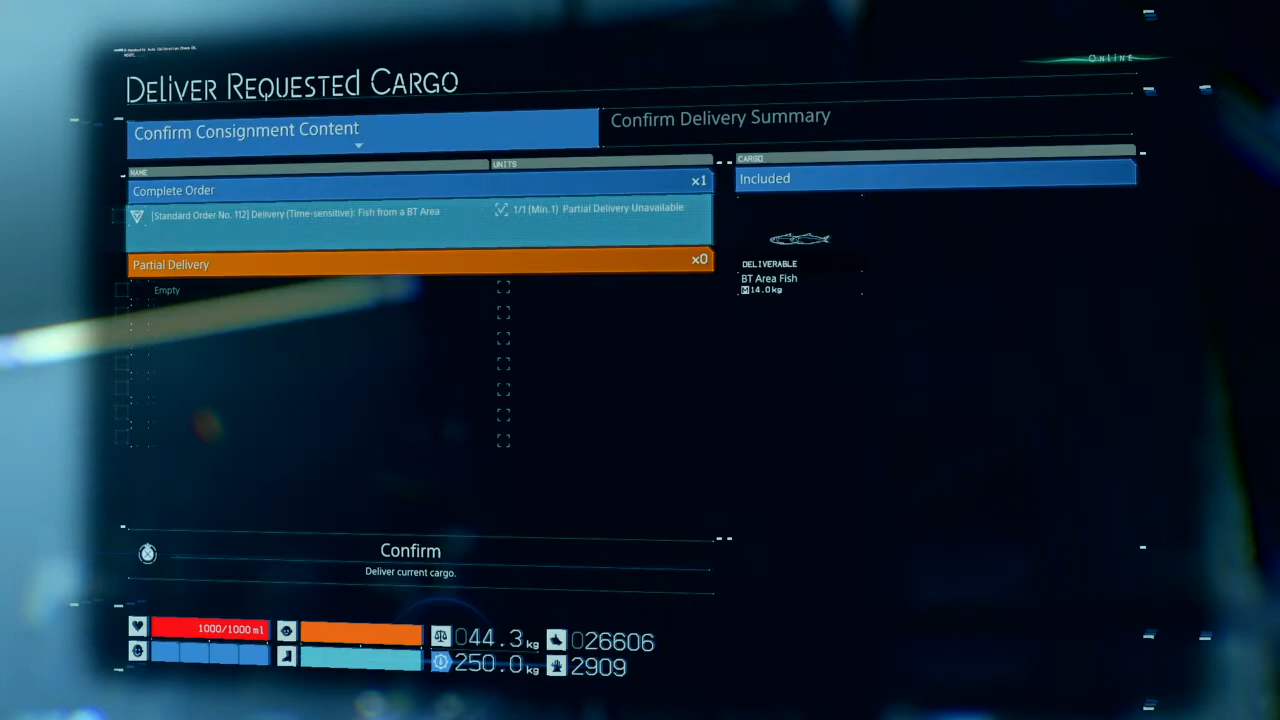 Online
Deliver Requested Cargo
Confirm Consignment Content
Confirm Delivery Summary
NAME
UNITS
CARGO
Complete Order
x1
Included
[Standard Order No. 112] Delivery (Time-sensitive): Fish from a BT Area
1/1 (Min. 1) Partial Delivery Unavailable
Partial Delivery
x0
DELIVERABLE
BT Area Fish
M 14.0kg
Empty
Confirm
Deliver current cargo.
1000/1000 ml
044.3 kg
026606
250.0 kg
2909